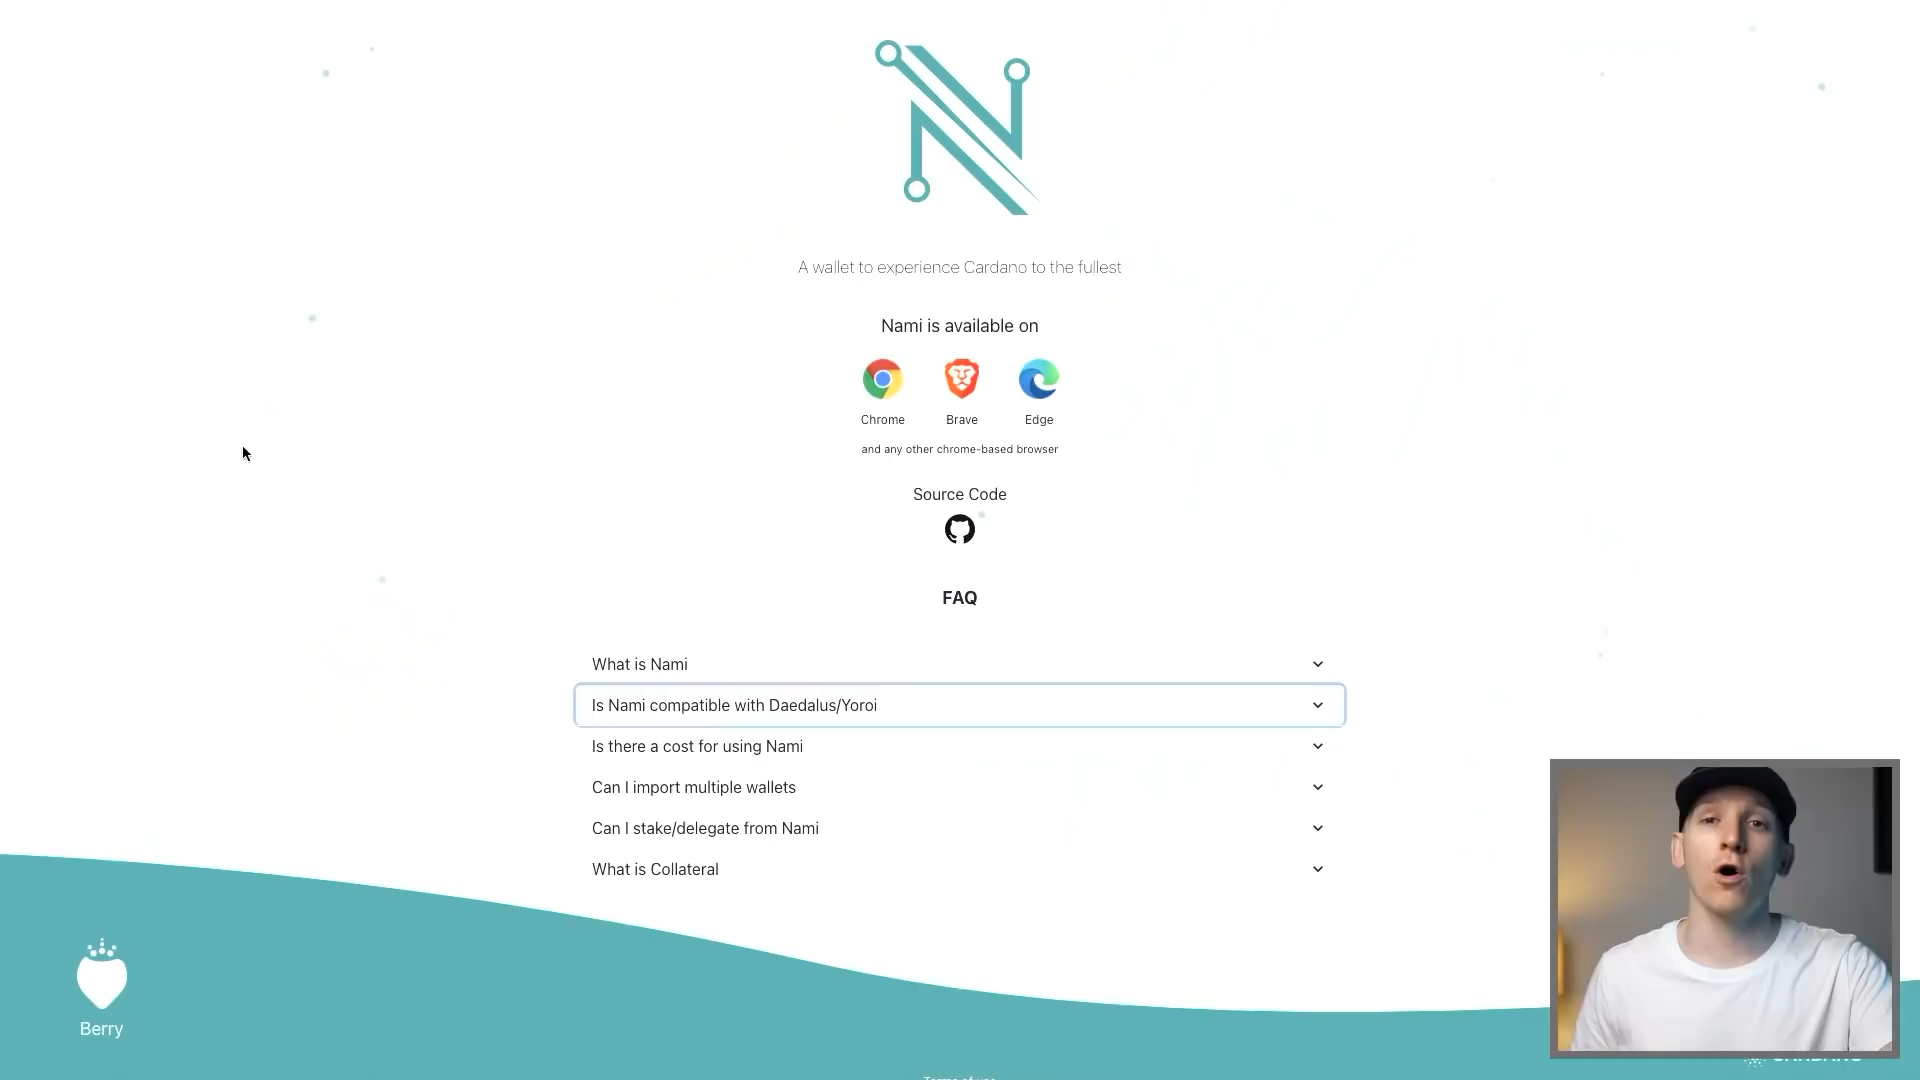 A wallet to experience Cardano to the fullest
Nami is available on
Chrome
Brave
Edge
and any other chrome-based browser
Source Code
FAQ
What is Nami
Is Nami compatible with Daedalus/Yoroi
Is there a cost for using Nami
Can I import multiple wallets
Can I stake/delegate from Nami
What is Collateral
Berry